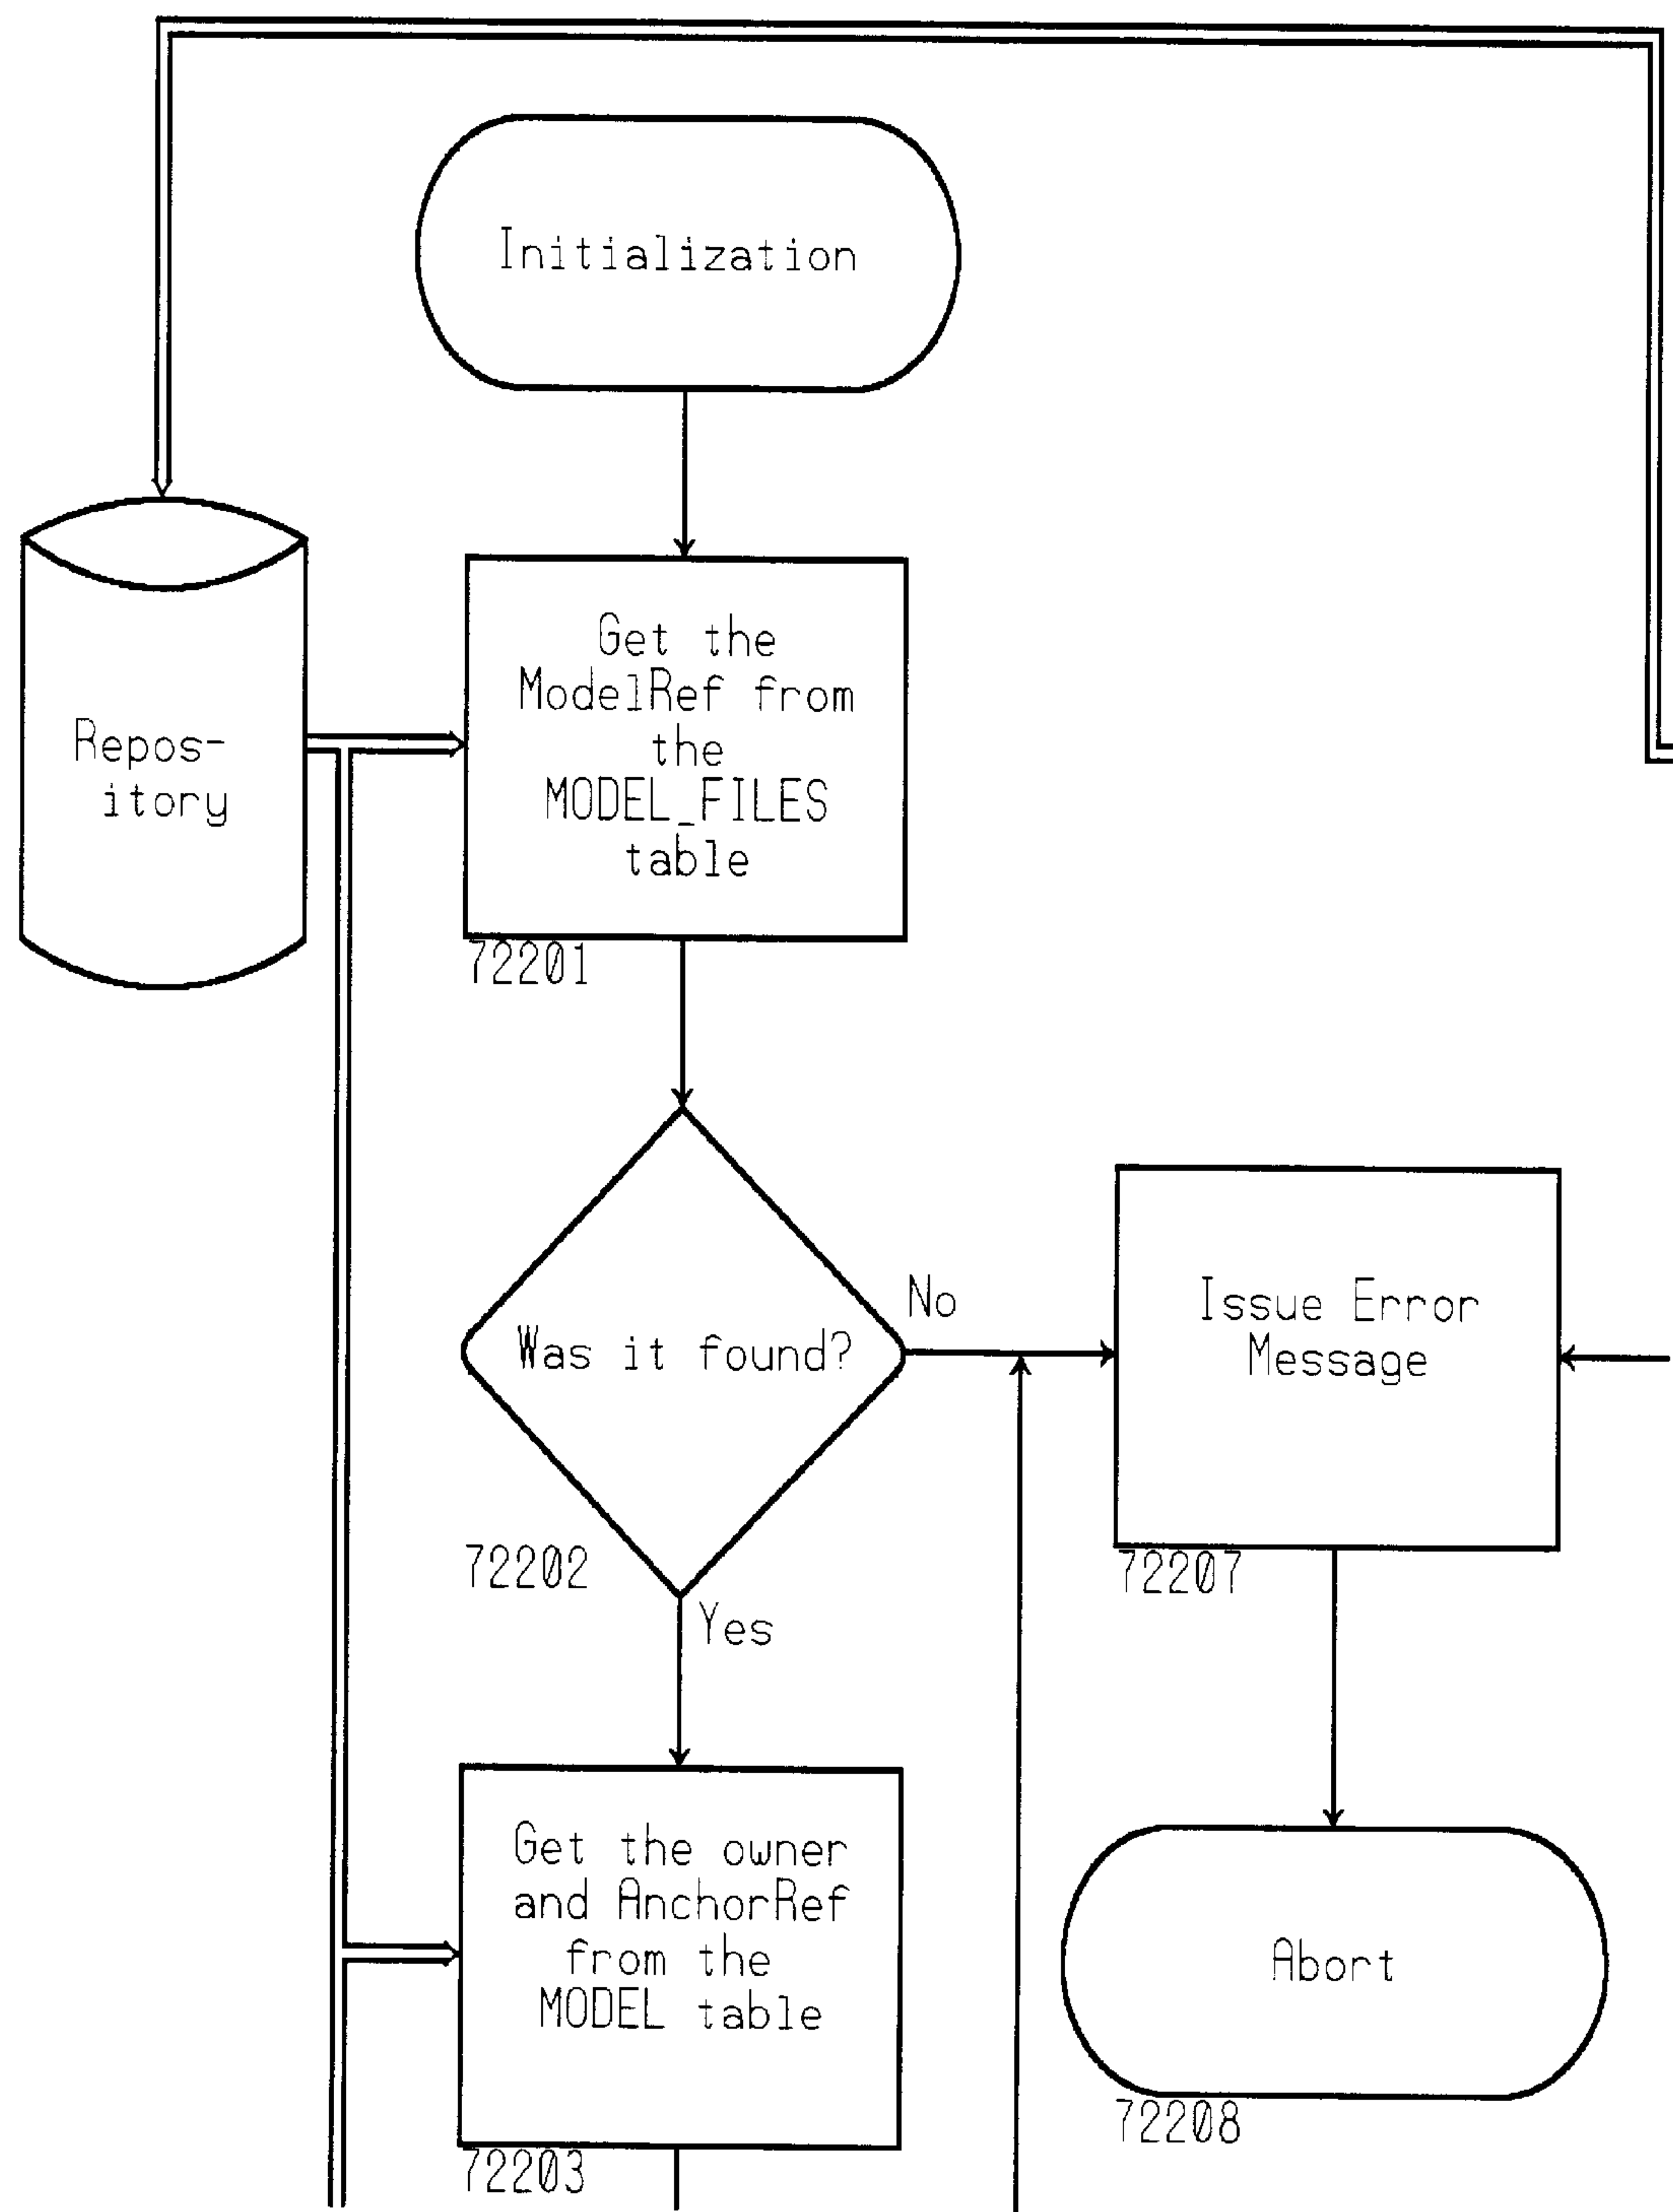 Initialization
Repos-
itory
Get the
ModelRef from
the
MODEL_FILES
table
72201
Was it found?
No
72202
Yes
Issue Error
Message
72207
Get the owner
and AnchorRef
from the
MODEL table
72203
Abort
72208